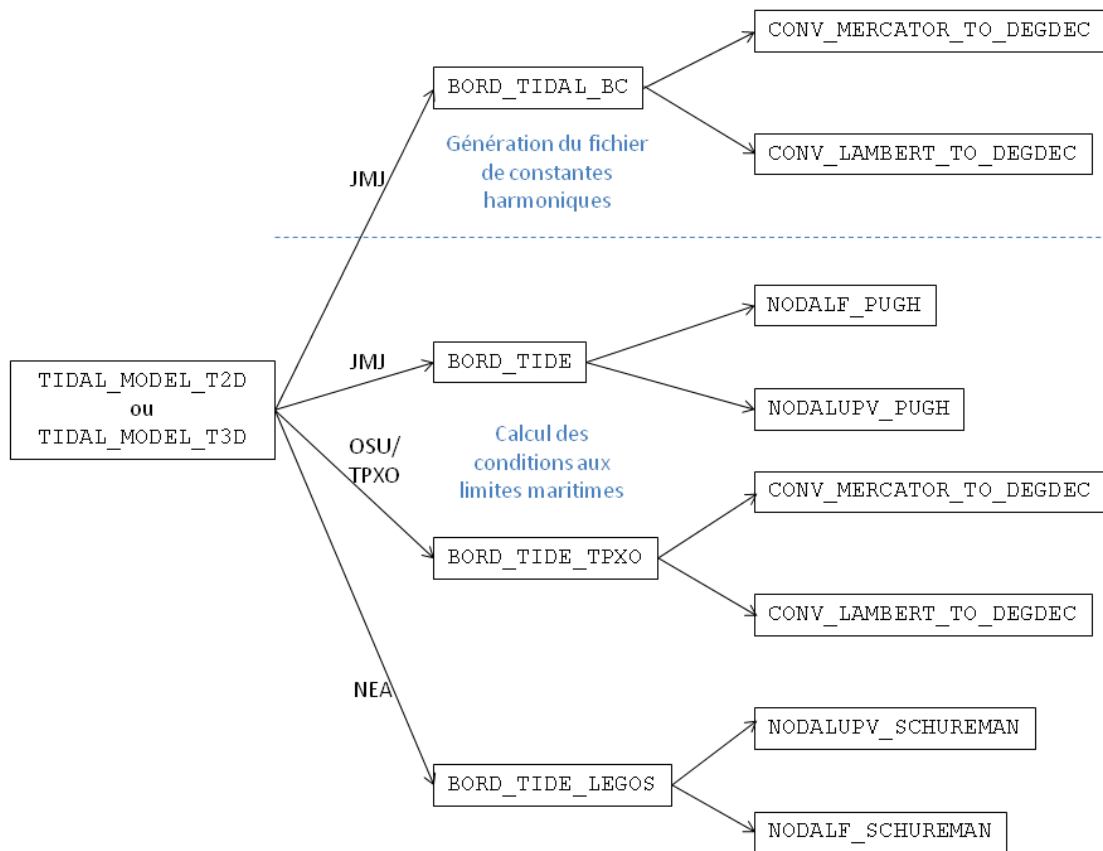 CONV_MERCATOR_TO_DEGDEC
BORD_TIDAL_BC
CONV_LAMBERT_TO_DEGDEC
Génération du fichier
de constantes
harmoniques
JMJ
NODALF_PUGH
JMJ
BORD_TIDE
TIDAL_MODEL_T2D
ou
TIDAL_MODEL_T3D
NODALUPV_PUGH
OSU/
TPXO
Calcul des
conditions aux
limites maritimes
CONV_MERCATOR_TO_DEGDEC
BORD_TIDE_TPXO
CONV_LAMBERT_TO_DEGDEC
NEA
NODALUPV_SCHUREMAN
BORD_TIDE_LEGOS
NODALF_SCHUREMAN